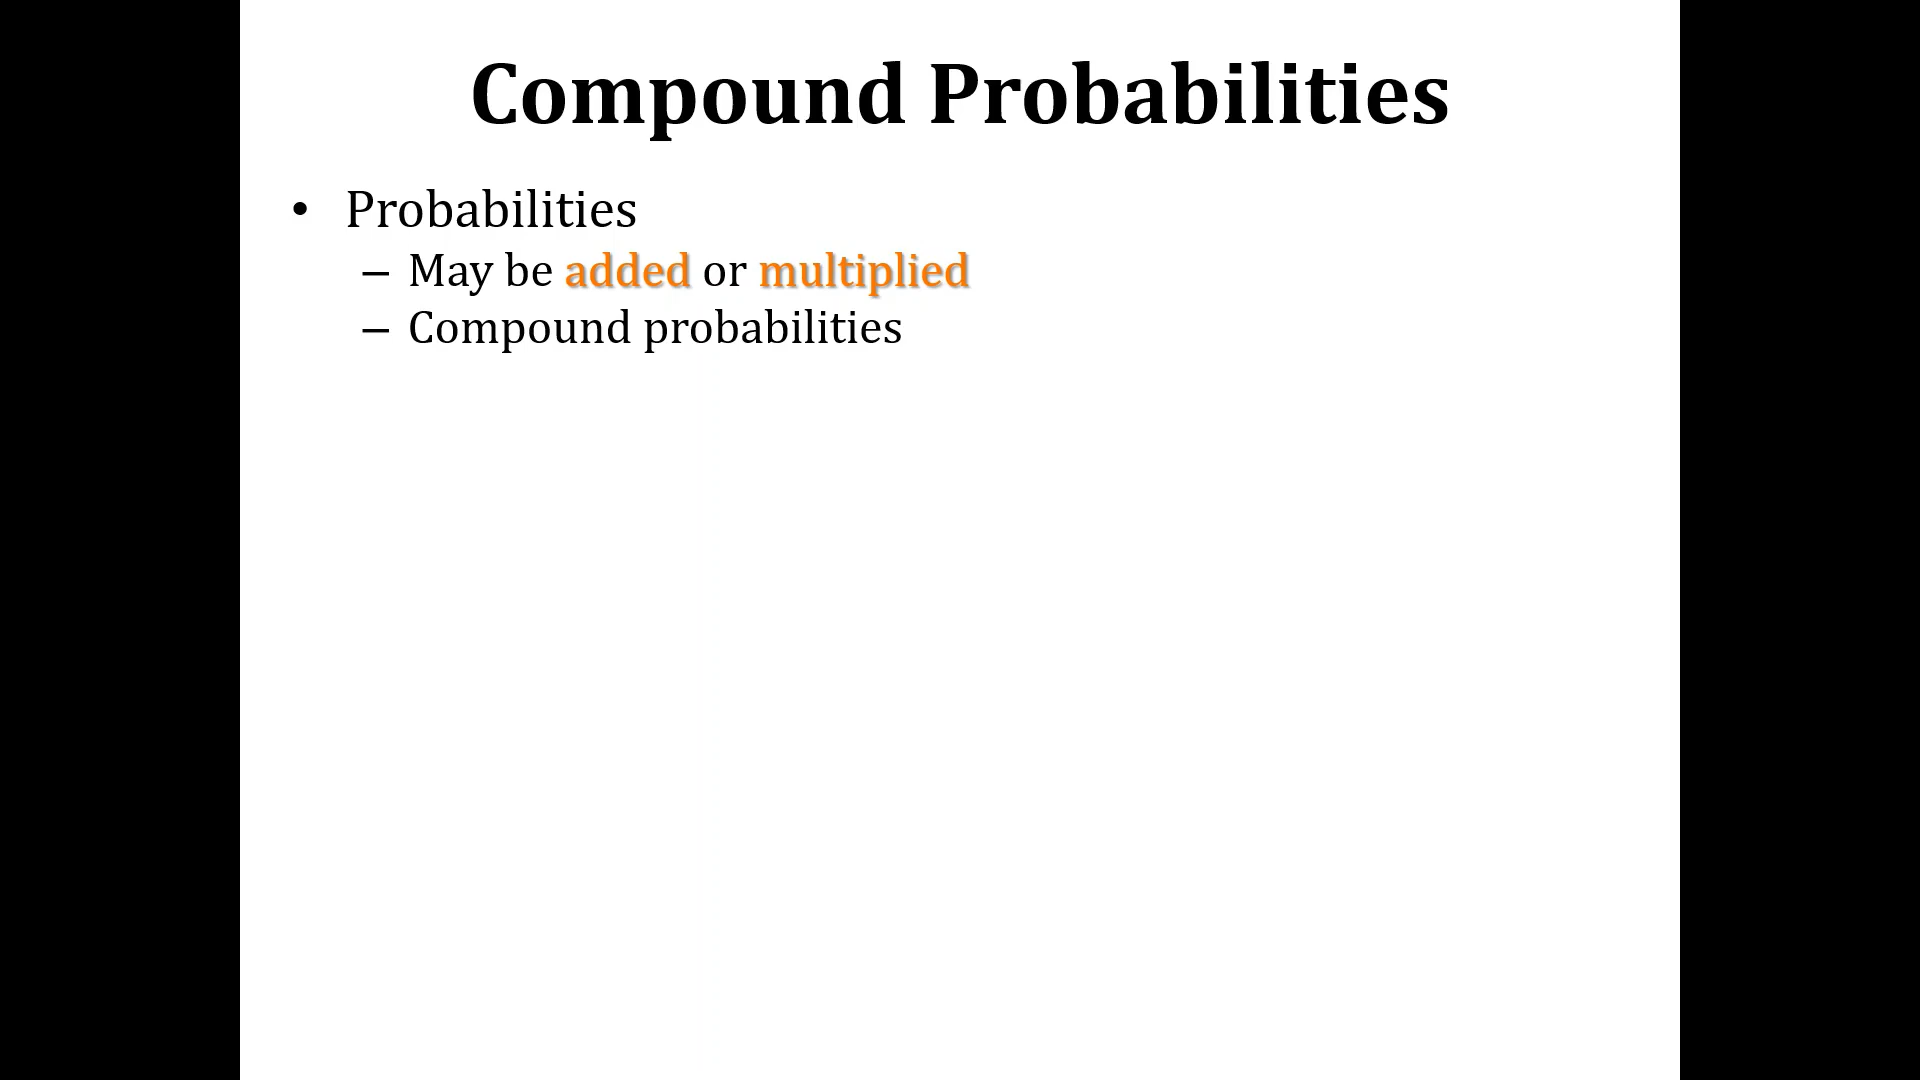 Compound Probabilities
• Probabilities
– May be added or multiplied
– Compound probabilities